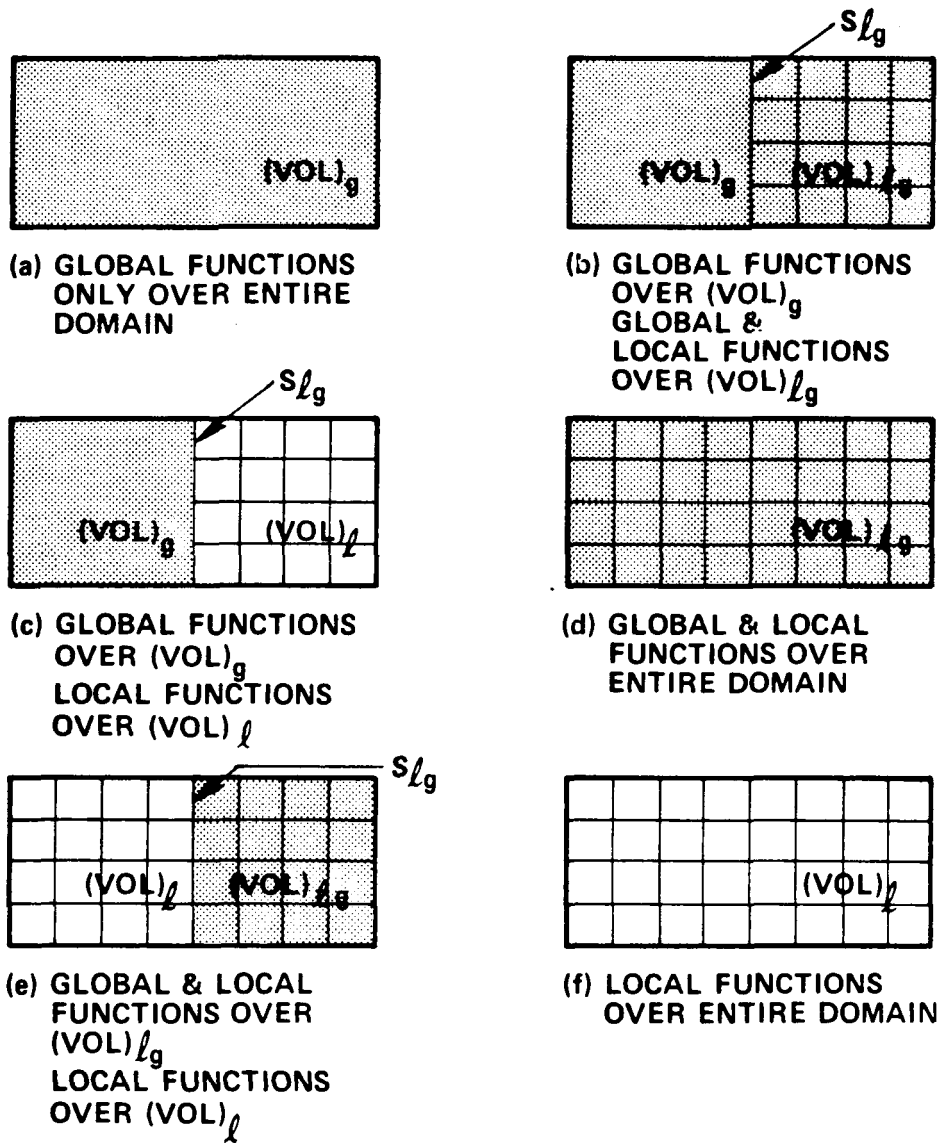 (VOL)g
(a) GLOBAL FUNCTIONS
ONLY OVER ENTIRE
DOMAIN
Sℓg
(VOL)g
(VOL)ℓg
(b) GLOBAL FUNCTIONS
OVER (VOL)g
GLOBAL &
LOCAL FUNCTIONS
OVER (VOL)ℓg
Sℓg
(VOL)g
(VOL)ℓ
(c) GLOBAL FUNCTIONS
OVER (VOL)g
LOCAL FUNCTIONS
OVER (VOL)ℓ
(VOL)ℓg
(d) GLOBAL & LOCAL
FUNCTIONS OVER
ENTIRE DOMAIN
Sℓg
(VOL)ℓ
(VOL)ℓg
(e) GLOBAL & LOCAL
FUNCTIONS OVER
(VOL)ℓg
LOCAL FUNCTIONS
OVER (VOL)ℓ
(VOL)ℓ
(f) LOCAL FUNCTIONS
OVER ENTIRE DOMAIN